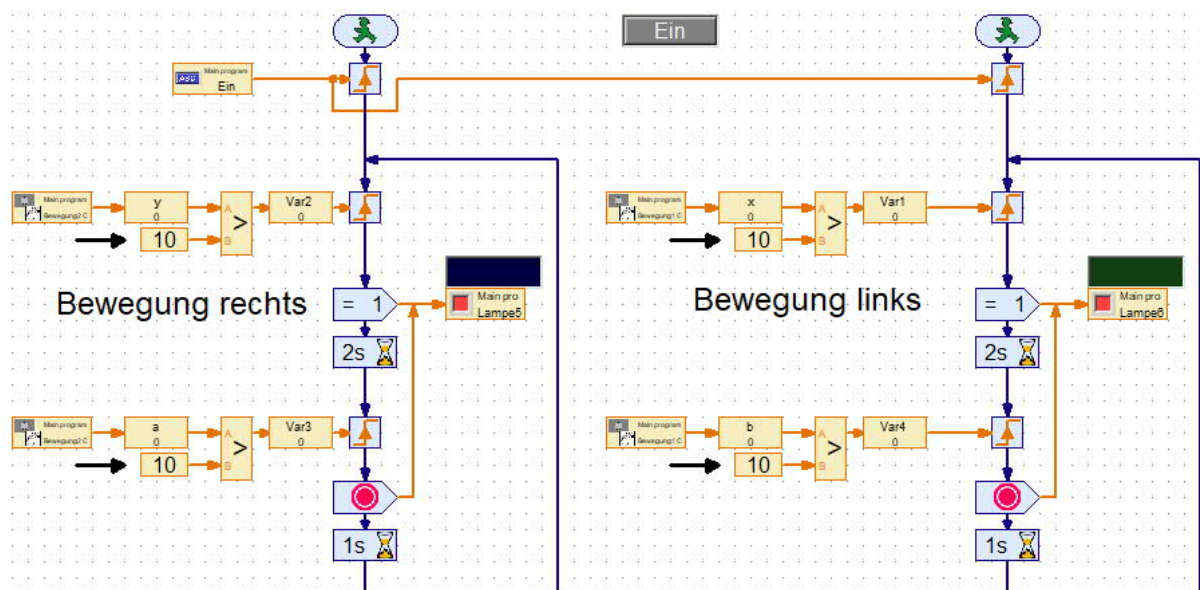 Ein
Main program
ABC
Ein
M
Main program
Bewegung2 C
y
0
A
B
>
Var2
0
10
M
Main program
Bewegung1 C
x
0
A
B
>
Var1
0
10
Bewegung rechts
= 1
Main pro
Lampe5
2s
Bewegung links
= 1
Main pro
Lampe6
2s
M
Main program
Bewegung2 C
a
0
A
B
>
Var3
0
10
1s
M
Main program
Bewegung1 C
b
0
A
B
>
Var4
0
10
1s